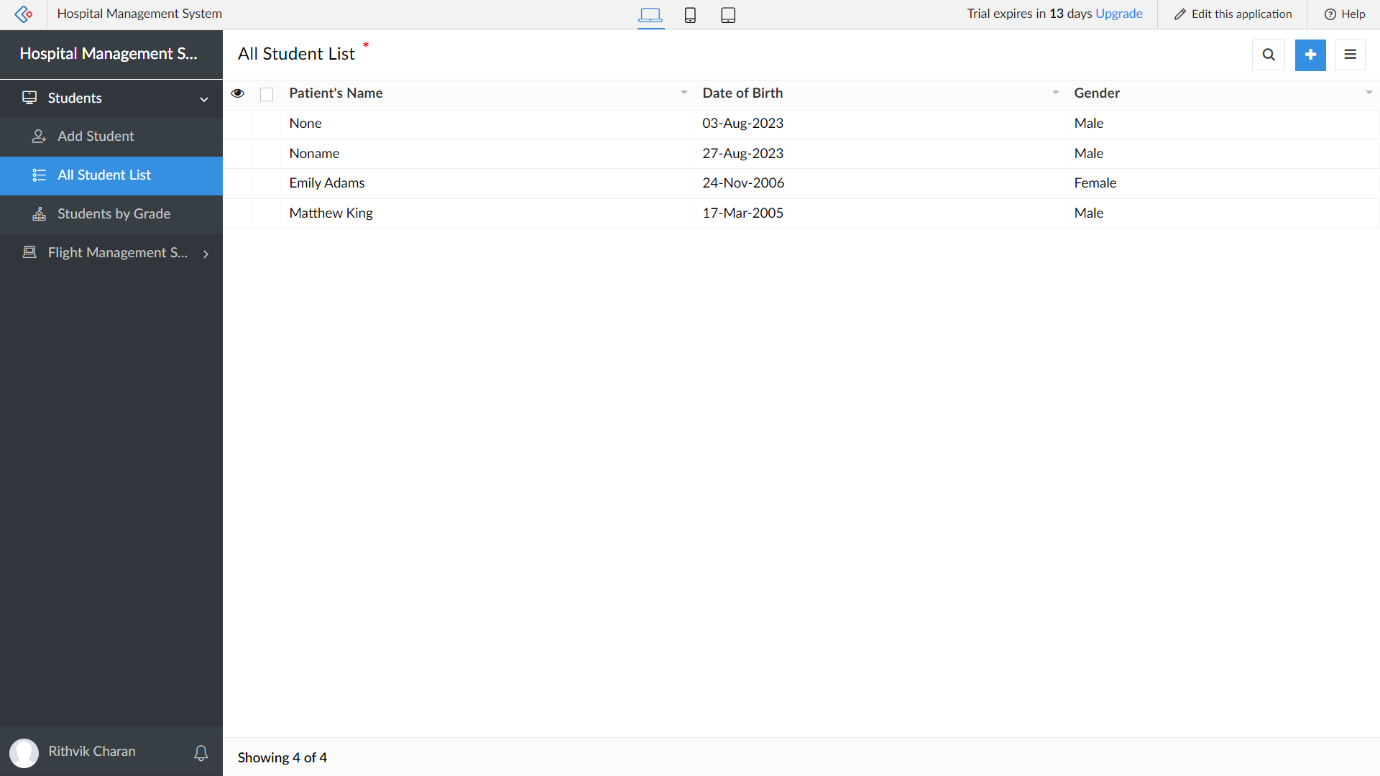 Hospital Management System
Trial expires in 13 days Upgrade
Edit this application
Help
Hospital Management S...
Students
Add Student
All Student List
Students by Grade
Flight Management S...
Rithvik Charan
All Student List *
Patient's Name Date of Birth Gender
None 03-Aug-2023 Male
Noname 27-Aug-2023 Male
Emily Adams 24-Nov-2006 Female
Matthew King 17-Mar-2005 Male
Showing 4 of 4